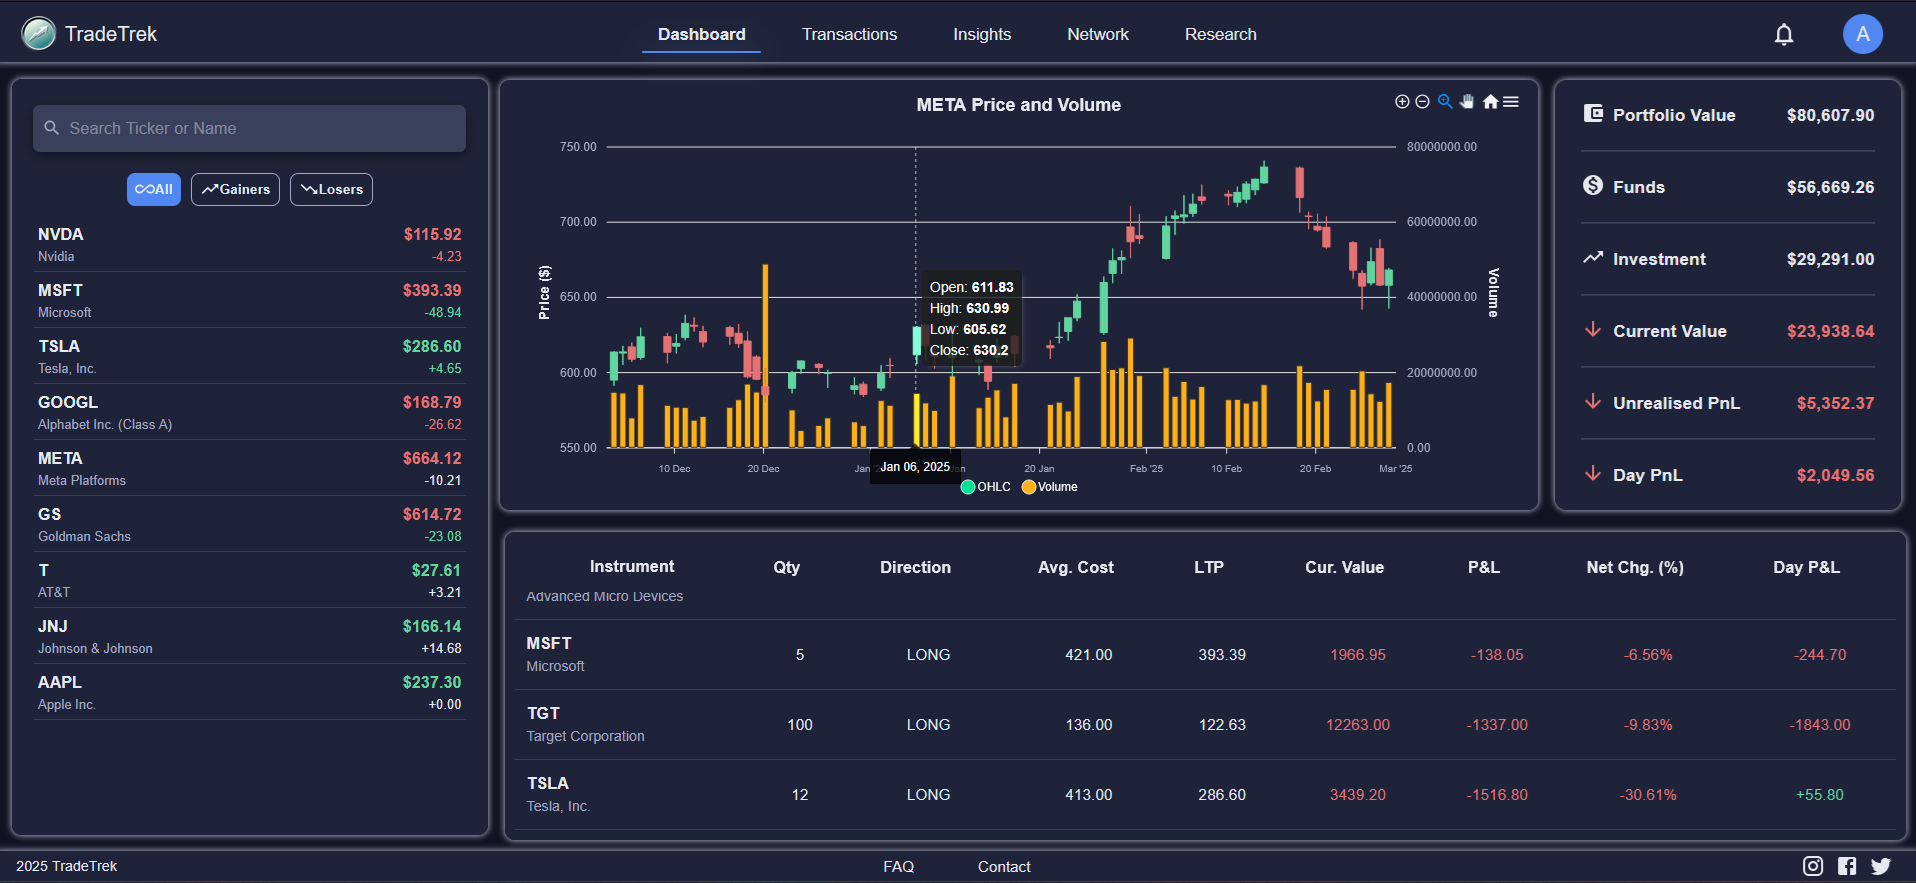 TradeTrek
Dashboard
Transactions
Insights
Network
Research
A
Search Ticker or Name
All
Gainers
Losers
NVDA $115.92
Nvidia -4.23
MSFT $393.39
Microsoft -48.94
TSLA $286.60
Tesla, Inc. +4.65
GOOGL $168.79
Alphabet Inc. (Class A) -26.62
META $664.12
Meta Platforms -10.21
GS $614.72
Goldman Sachs -23.08
T $27.61
AT&T +3.21
JNJ $166.14
Johnson & Johnson +14.68
AAPL $237.30
Apple Inc. +0.00
META Price and Volume
750.00
700.00
650.00
600.00
550.00
Price ($)
80000000.00
60000000.00
40000000.00
20000000.00
0.00
Volume
Open: 611.83
High: 630.99
Low: 605.62
Close: 630.2
10 Dec
20 Dec
Jan 06, 2025
20 Jan
Feb '25
10 Feb
20 Feb
Mar '25
OHLC
Volume
Portfolio Value $80,607.90
Funds $56,669.26
Investment $29,291.00
Current Value $23,938.64
Unrealised PnL $5,352.37
Day PnL $2,049.56
Instrument Qty Direction Avg. Cost LTP Cur. Value P&L Net Chg. (%) Day P&L
Advanced Micro Devices
MSFT
Microsoft
5 LONG 421.00 393.39 1966.95 -138.05 -6.56% -244.70
TGT
Target Corporation
100 LONG 136.00 122.63 12263.00 -1337.00 -9.83% -1843.00
TSLA
Tesla, Inc.
12 LONG 413.00 286.60 3439.20 -1516.80 -30.61% +55.80
2025 TradeTrek
FAQ
Contact